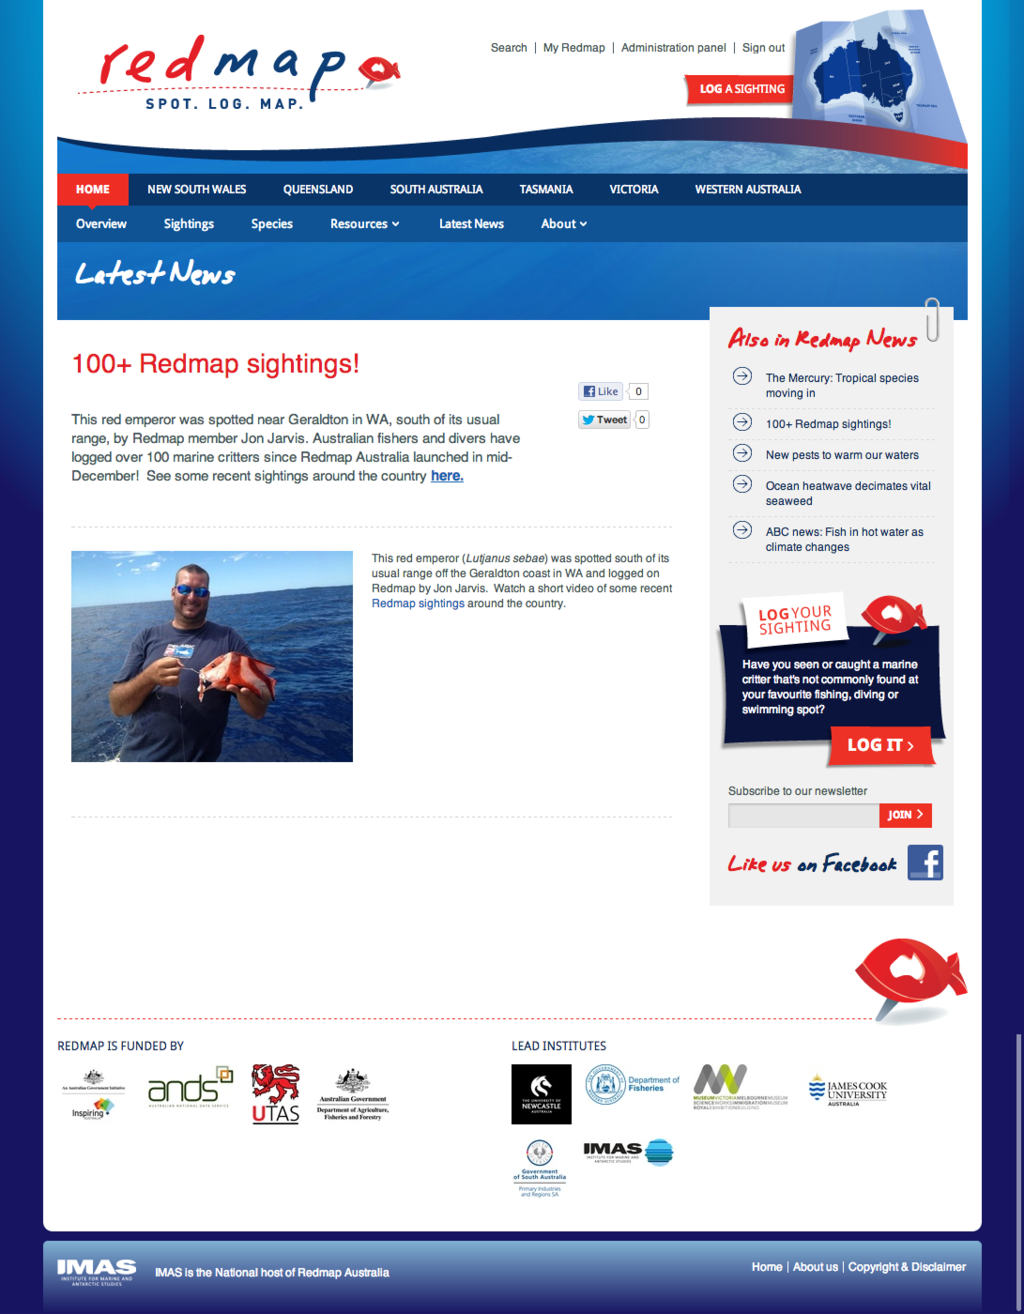 redmap
SPOT. LOG. MAP.
Search | My Redmap | Administration panel | Sign out
LOG A SIGHTING
HOME NEW SOUTH WALES QUEENSLAND SOUTH AUSTRALIA TASMANIA VICTORIA WESTERN AUSTRALIA
Overview Sightings Species Resources Latest News About
Latest News
100+ Redmap sightings!
Like 0
Tweet 0
This red emperor was spotted near Geraldton in WA, south of its usual
range, by Redmap member Jon Jarvis. Australian fishers and divers have
logged over 100 marine critters since Redmap Australia launched in mid-
December! See some recent sightings around the country here.
This red emperor (Lutjanus sebae) was spotted south of its
usual range off the Geraldton coast in WA and logged on
Redmap by Jon Jarvis. Watch a short video of some recent
Redmap sightings around the country.
Also in Redmap News
The Mercury: Tropical species
moving in
100+ Redmap sightings!
New pests to warm our waters
Ocean heatwave decimates vital
seaweed
ABC news: Fish in hot water as
climate changes
LOG YOUR
SIGHTING
Have you seen or caught a marine
critter that's not commonly found at
your favourite fishing, diving or
swimming spot?
LOG IT
Subscribe to our newsletter
JOIN
Like us on Facebook
REDMAP IS FUNDED BY
An Australian Government Initiative
Inspiring
ands
AUSTRALIAN NATIONAL DATA SERVICE
UTAS
Australian Government
Department of Agriculture,
Fisheries and Forestry
LEAD INSTITUTES
THE UNIVERSITY OF
NEWCASTLE
AUSTRALIA
Department of
Fisheries
MUSEUMVICTORIAMELBOURNEMUSEUM
SCIENCEWORKSIMMIGRATIONMUSEUM
ROYALEXHIBITIONBUILDING
JAMES COOK
UNIVERSITY
AUSTRALIA
Government
of South Australia
Primary Industries
and Regions SA
IMAS
INSTITUTE FOR MARINE AND
ANTARCTIC STUDIES
IMAS
INSTITUTE FOR MARINE AND
ANTARCTIC STUDIES
IMAS is the National host of Redmap Australia
Home | About us | Copyright & Disclaimer